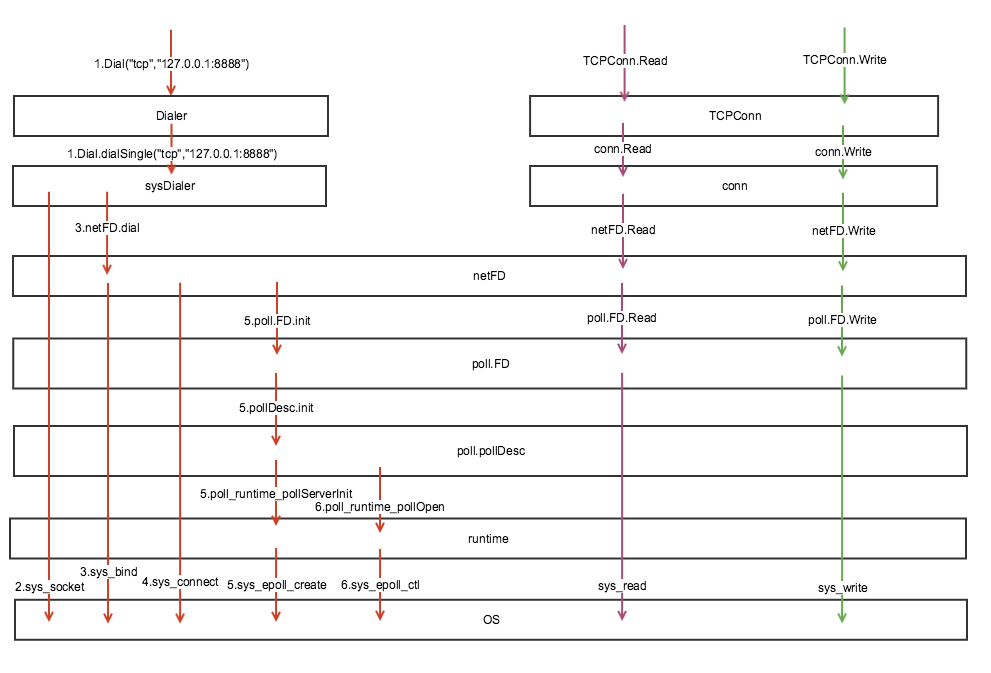 1.Dial("tcp","127.0.0.1:8888")
TCPConn.Read
TCPConn.Write
Dialer
TCPConn
1.Dial.dialSingle("tcp","127.0.0.1:8888")
conn.Read
conn.Write
sysDialer
conn
3.netFD.dial
netFD.Read
netFD.Write
netFD
5.poll.FD.init
poll.FD.Read
poll.FD.Write
poll.FD
5.pollDesc.init
poll.pollDesc
5.poll_runtime_pollServerInit
6.poll_runtime_pollOpen
runtime
2.sys_socket
3.sys_bind
4.sys_connect
5.sys_epoll_create
6.sys_epoll_ctl
sys_read
sys_write
OS